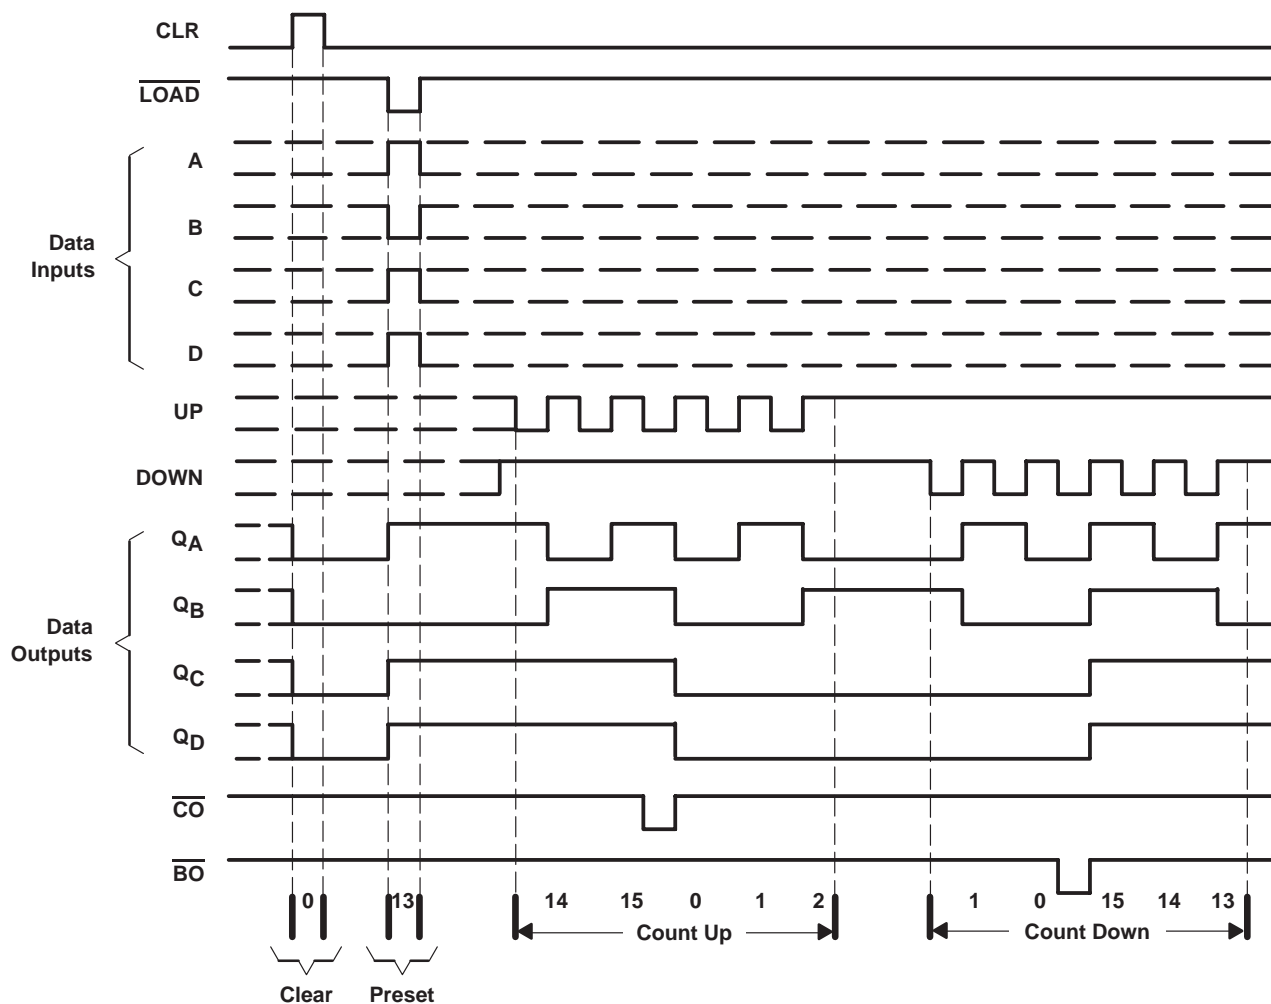 CLR
LOAD
A
B
Data
Inputs
C
D
UP
DOWN
QA
QB
Data
Outputs
QC
QD
CO
BO
0 13 14 15 0 1 2 1 0 15 14 13
Count Up Count Down
Clear Preset